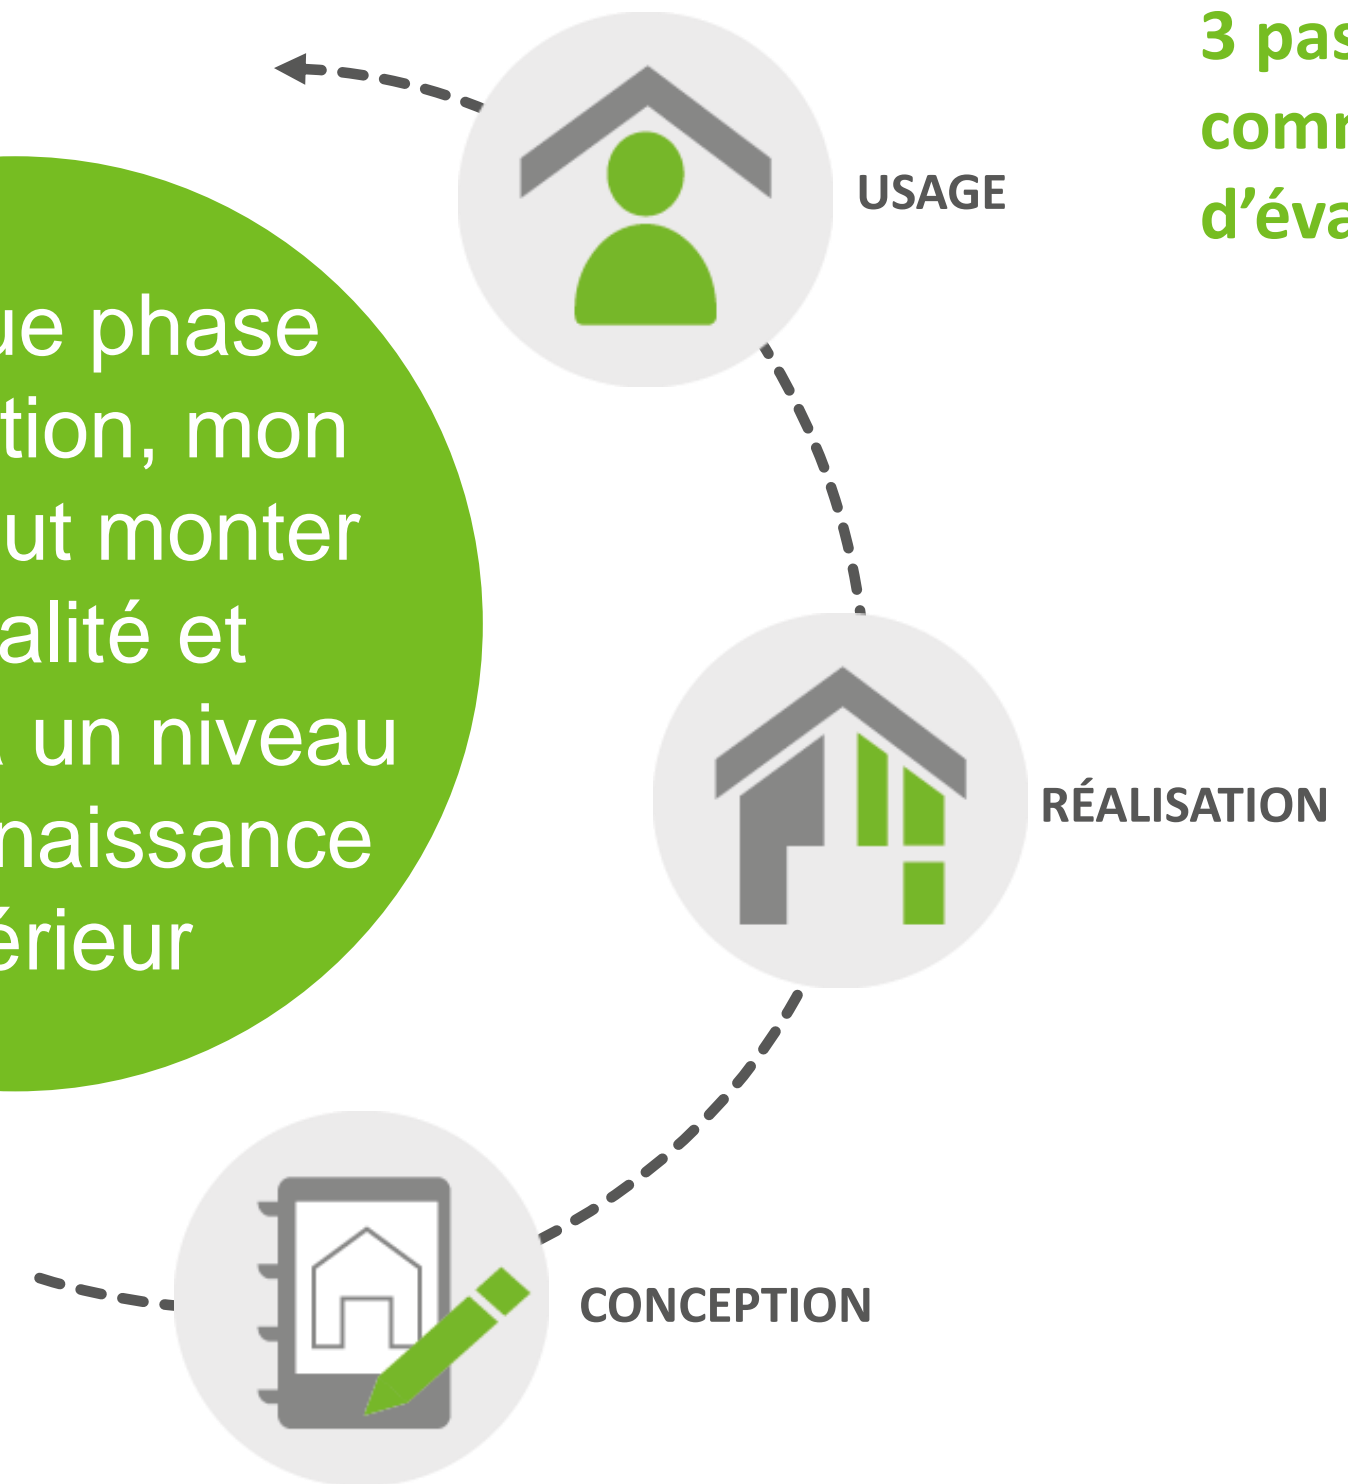 3 pas
comm
d'éva
USAGE
ue phase
tion, mon
ut monter
alité et
un niveau
naissance
érieur
RÉALISATION
CONCEPTION